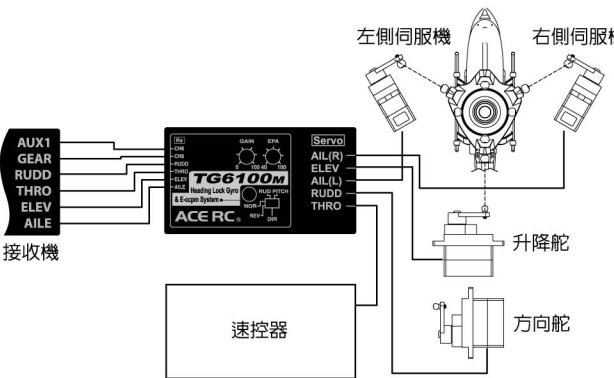 左側伺服機
右側伺服機
AUX1
GEAR
RUDD
THRO
ELEV
AILE
接收機
Rx
CH6
CH5
RUDD
THRO
ELEV
AILE
GAIN
EPA
0 100
40 100
TG6100M
Heading Lock Gyro
& E-ccpm System
RUD PITCH
NOR
REV
DIR
ACE RC®
Servo
AIL(R)
ELEV
AIL(L)
RUDD
THRO
升降舵
速控器
方向舵